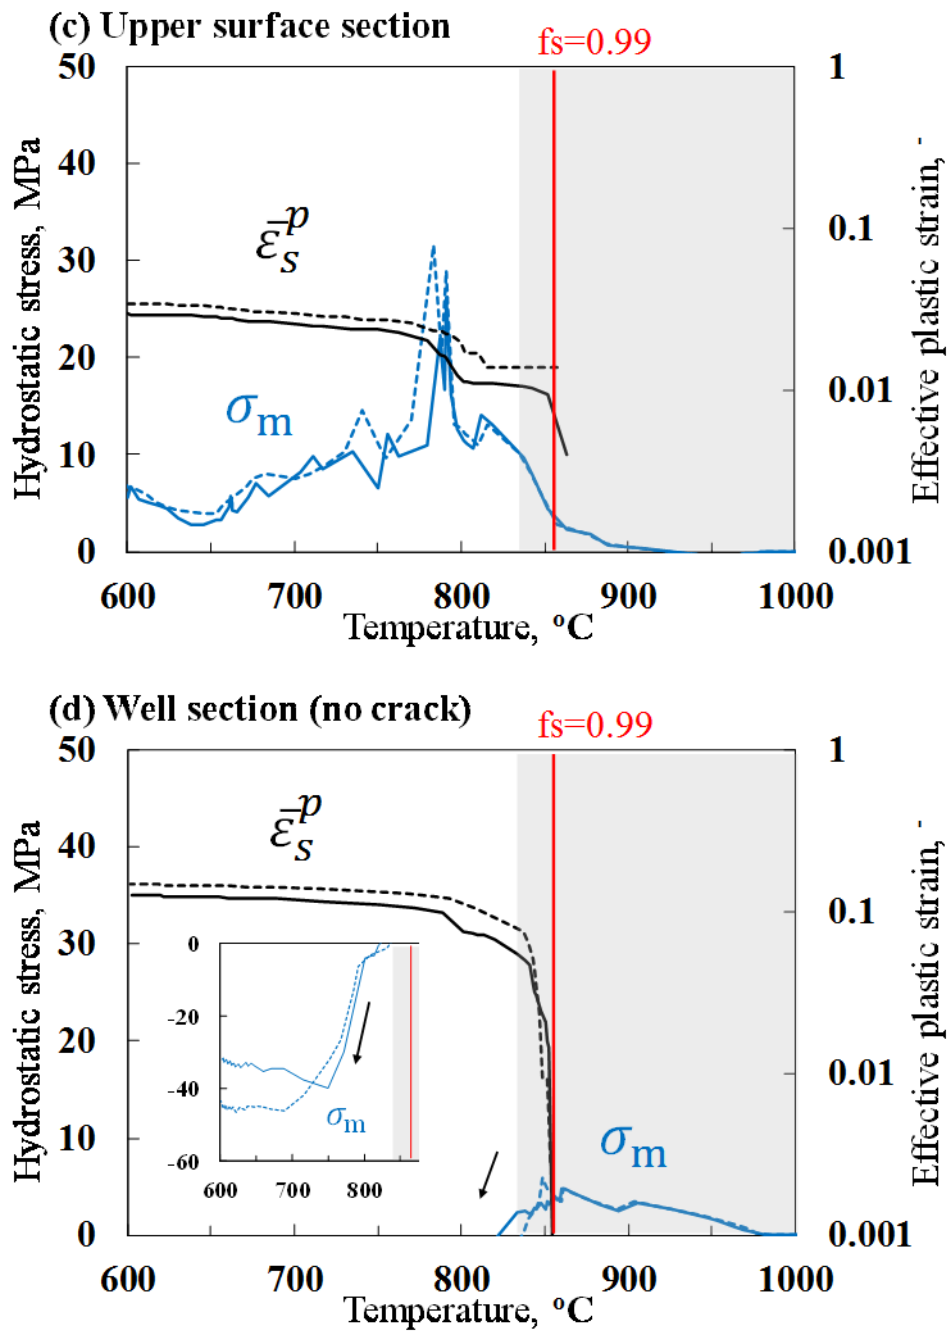 (c) Upper surface section
fs=0.99
50
40
30
20
10
0
Hydrostatic stress, MPa
1
0.1
0.01
0.001
Effective plastic strain, -
ε̄ₛᵖ
σₘ
600 700 800 900 1000
Temperature, °C
(d) Well section (no crack)
fs=0.99
50
40
30
20
10
0
Hydrostatic stress, MPa
1
0.1
0.01
0.001
Effective plastic strain, -
ε̄ₛᵖ
0
-20
-40
-60
σₘ
600 700 800
σₘ
600 700 800 900 1000
Temperature, °C